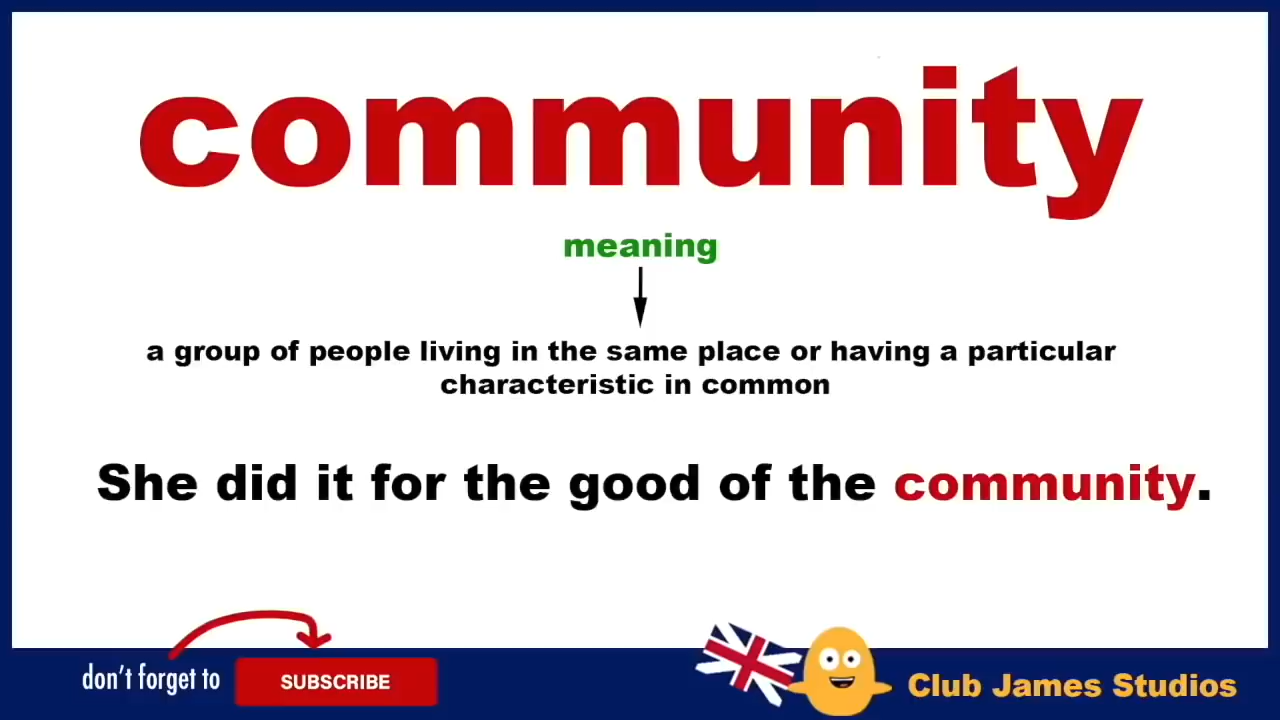 community
meaning
a group of people living in the same place or having a particular
characteristic in common
She did it for the good of the community.
don't forget to SUBSCRIBE
Club James Studios